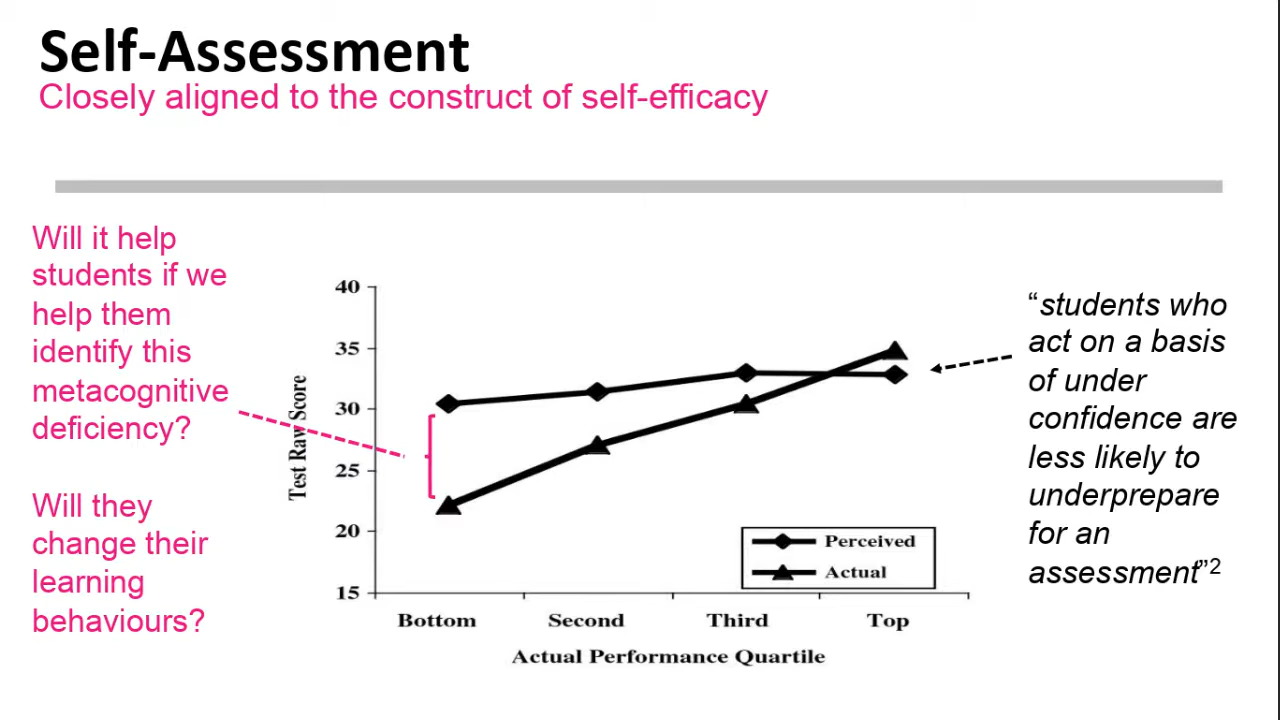 Self-Assessment
Closely aligned to the construct of self-efficacy
Will it help
students if we
help them
identify this
metacognitive
deficiency?
Will they
change their
learning
behaviours?
40
35
30
25
20
15
Test Raw Score
Perceived
Actual
Bottom Second Third Top
Actual Performance Quartile
“students who
act on a basis
of under
confidence are
less likely to
underprepare
for an
assessment”2